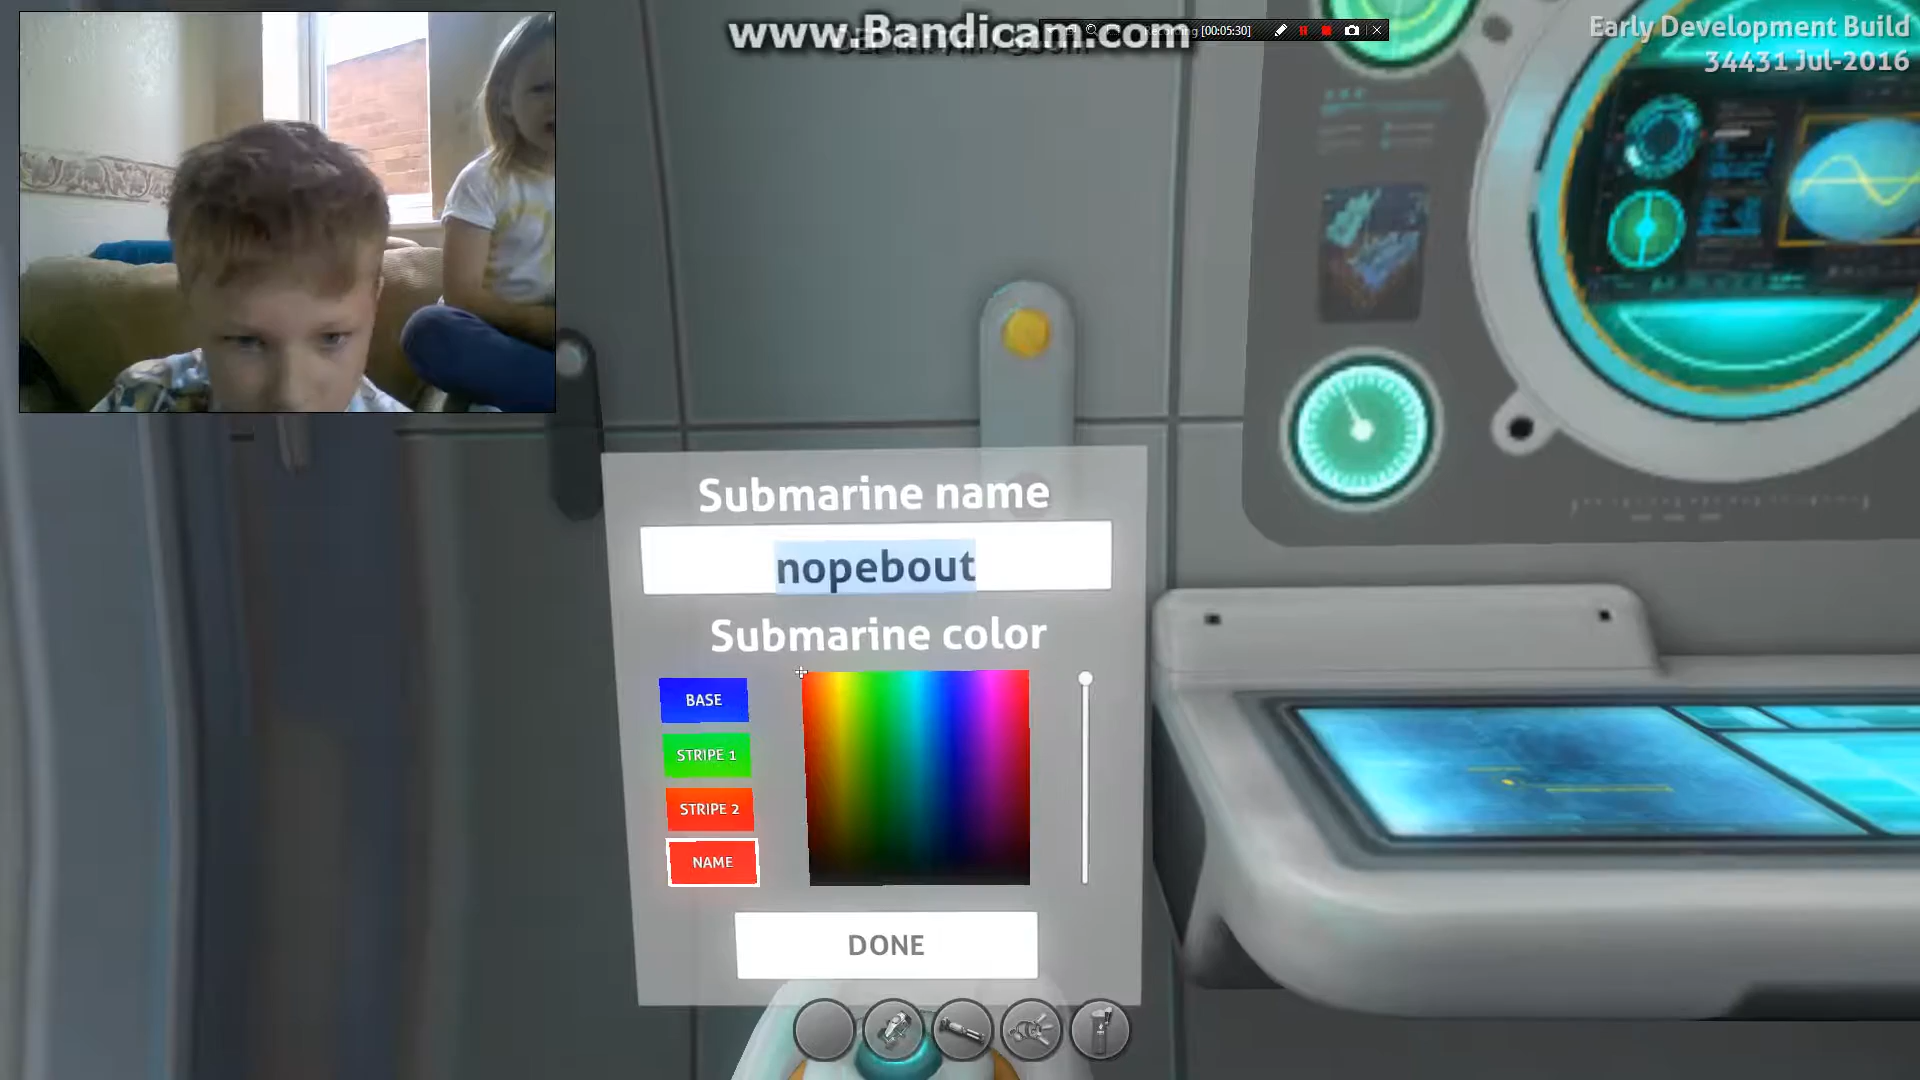 www.Bandicam.com
[00:05:30]
Early Development Build
34431 Jul-2016
Submarine name
nopebout
Submarine color
BASE
STRIPE 1
STRIPE 2
NAME
DONE